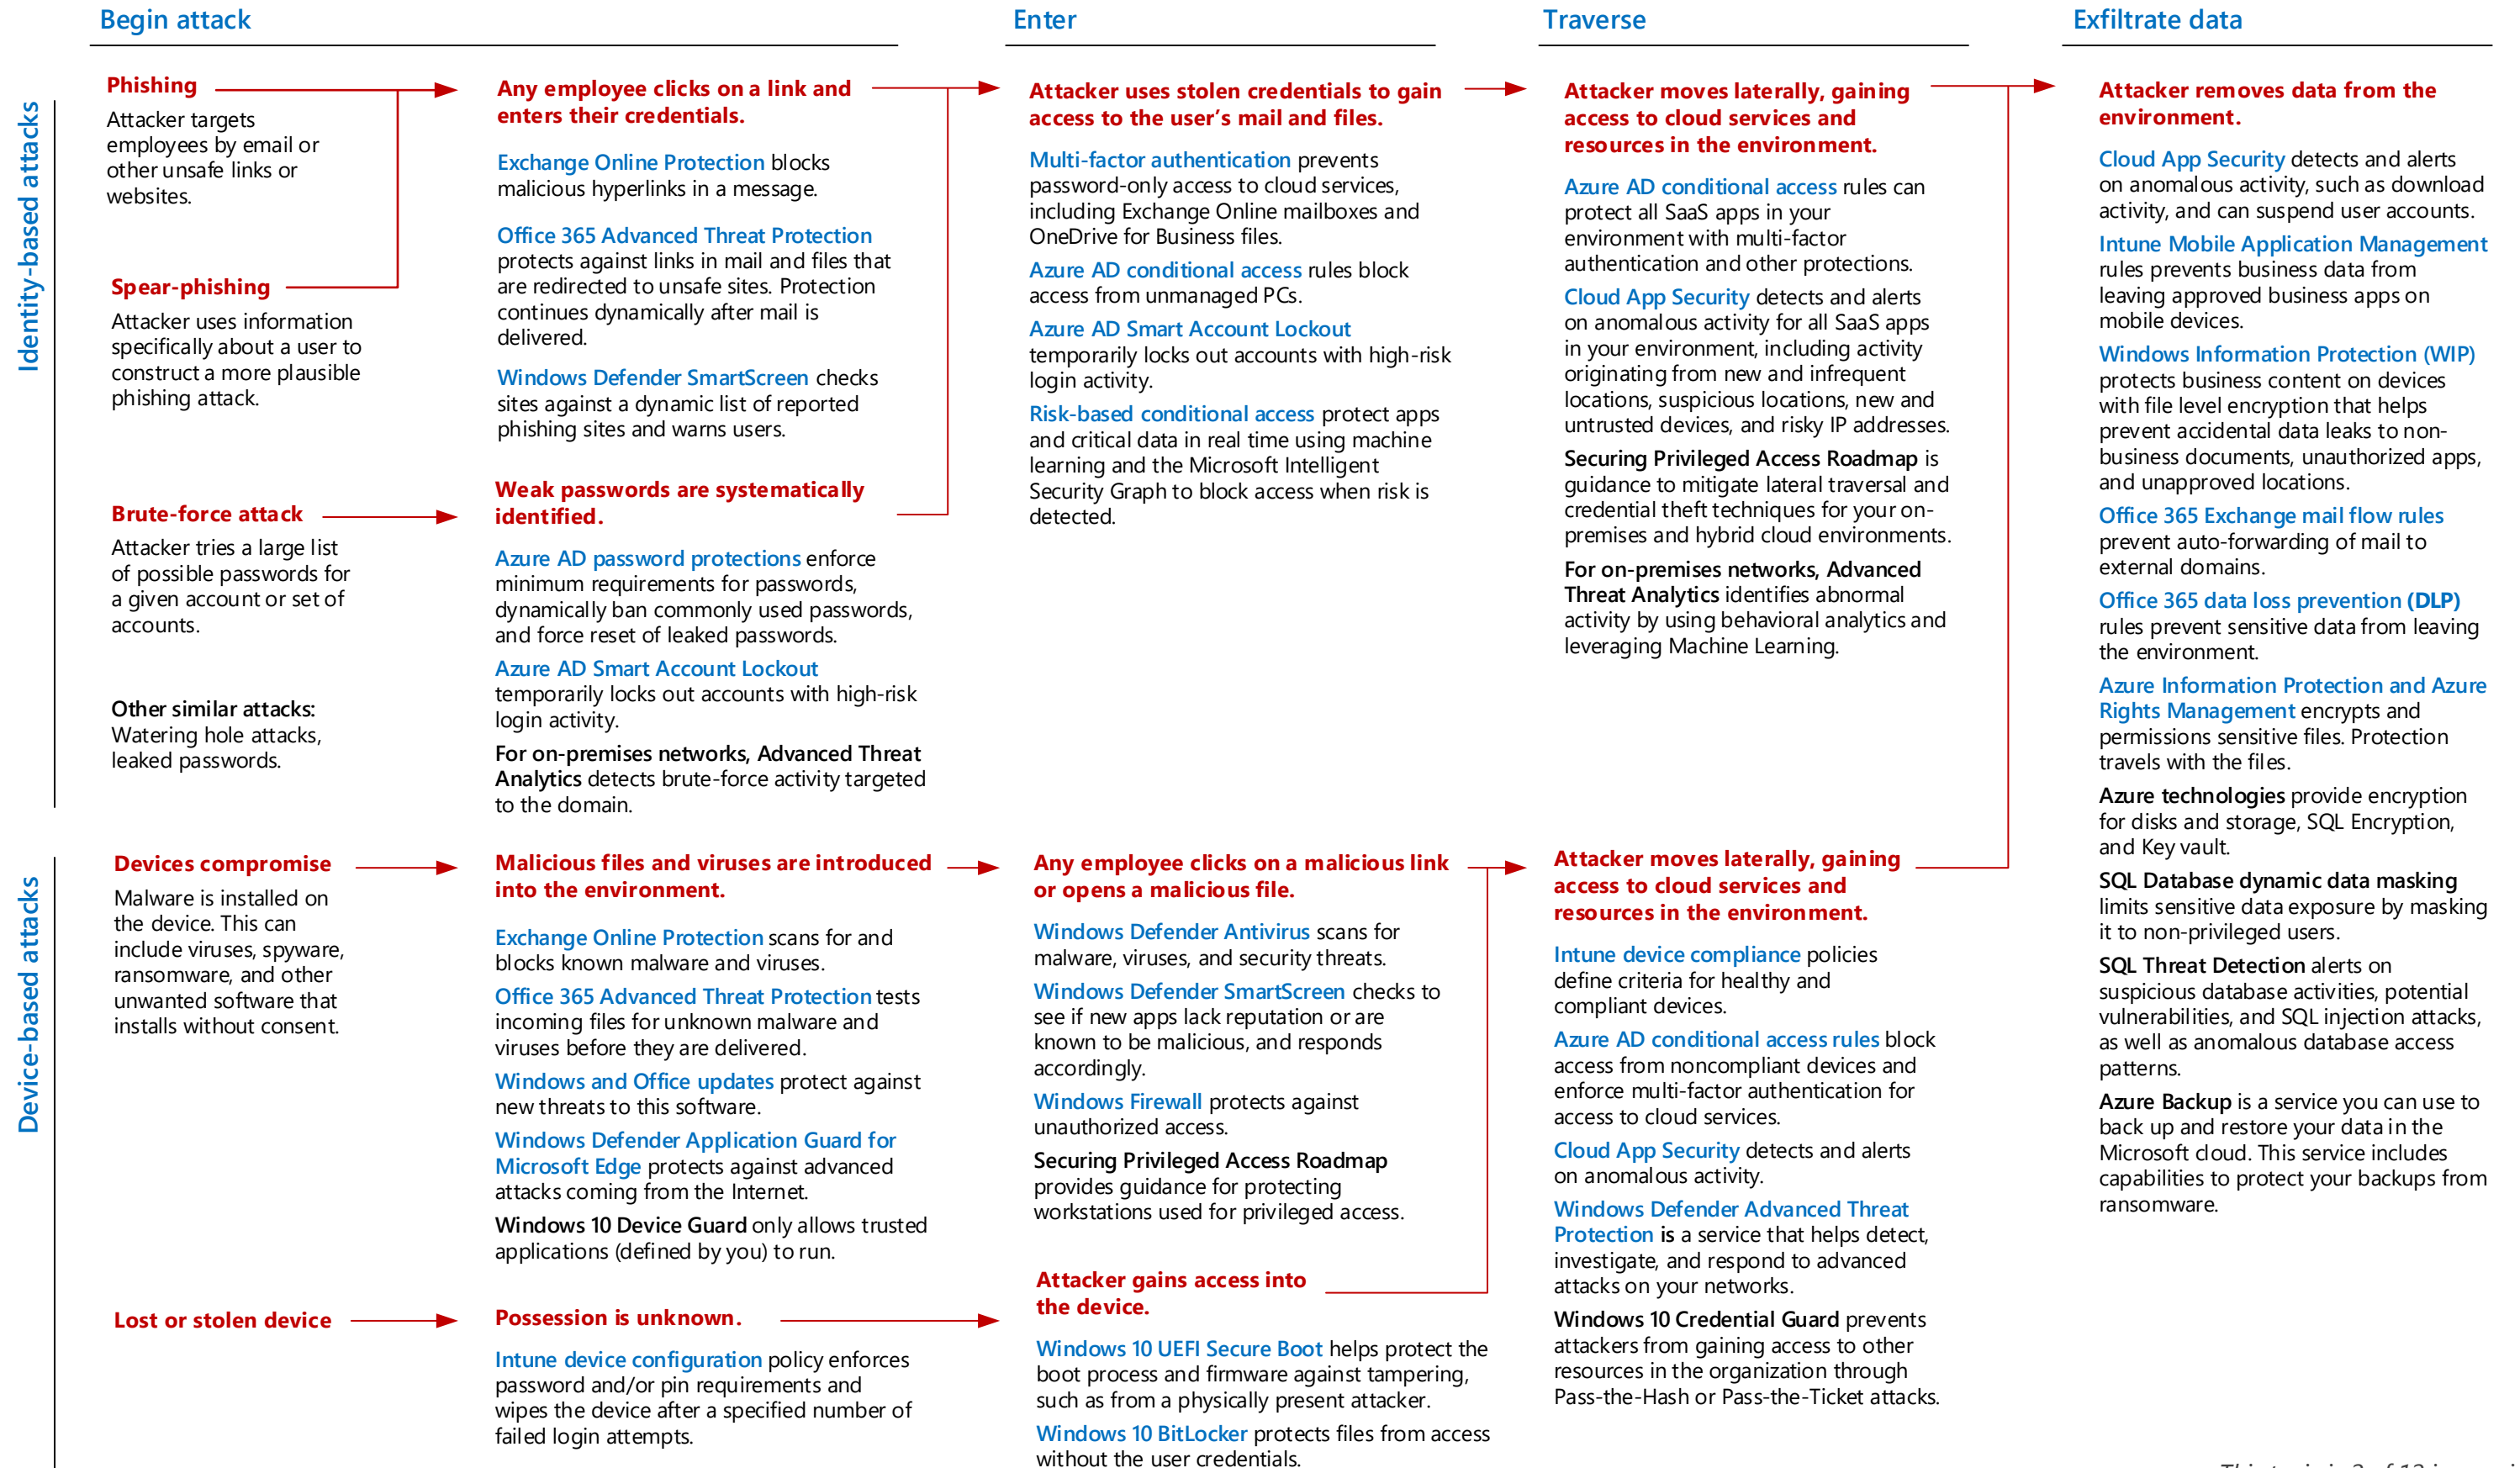 Begin attack
Enter
Traverse
Exfiltrate data
Identity-based attacks
Phishing
Attacker targets
employees by email or
other unsafe links or
websites.
Spear-phishing
Attacker uses information
specifically about a user to
construct a more plausible
phishing attack.
Brute-force attack
Attacker tries a large list
of possible passwords for
a given account or set of
accounts.
Other similar attacks:
Watering hole attacks,
leaked passwords.
Any employee clicks on a link and
enters their credentials.
Exchange Online Protection blocks
malicious hyperlinks in a message.
Office 365 Advanced Threat Protection
protects against links in mail and files that
are redirected to unsafe sites. Protection
continues dynamically after mail is
delivered.
Windows Defender SmartScreen checks
sites against a dynamic list of reported
phishing sites and warns users.
Weak passwords are systematically
identified.
Azure AD password protections enforce
minimum requirements for passwords,
dynamically ban commonly used passwords,
and force reset of leaked passwords.
Azure AD Smart Account Lockout
temporarily locks out accounts with high-risk
login activity.
For on-premises networks, Advanced Threat
Analytics detects brute-force activity targeted
to the domain.
Attacker uses stolen credentials to gain
access to the user's mail and files.
Multi-factor authentication prevents
password-only access to cloud services,
including Exchange Online mailboxes and
OneDrive for Business files.
Azure AD conditional access rules block
access from unmanaged PCs.
Azure AD Smart Account Lockout
temporarily locks out accounts with high-risk
login activity.
Risk-based conditional access protect apps
and critical data in real time using machine
learning and the Microsoft Intelligent
Security Graph to block access when risk is
detected.
Attacker moves laterally, gaining
access to cloud services and
resources in the environment.
Azure AD conditional access rules can
protect all SaaS apps in your
environment with multi-factor
authentication and other protections.
Cloud App Security detects and alerts
on anomalous activity for all SaaS apps
in your environment, including activity
originating from new and infrequent
locations, suspicious locations, new and
untrusted devices, and risky IP addresses.
Securing Privileged Access Roadmap is
guidance to mitigate lateral traversal and
credential theft techniques for your on-
premises and hybrid cloud environments.
For on-premises networks, Advanced
Threat Analytics identifies abnormal
activity by using behavioral analytics and
leveraging Machine Learning.
Attacker removes data from the
environment.
Cloud App Security detects and alerts
on anomalous activity, such as download
activity, and can suspend user accounts.
Intune Mobile Application Management
rules prevents business data from
leaving approved business apps on
mobile devices.
Windows Information Protection (WIP)
protects business content on devices
with file level encryption that helps
prevent accidental data leaks to non-
business documents, unauthorized apps,
and unapproved locations.
Office 365 Exchange mail flow rules
prevent auto-forwarding of mail to
external domains.
Office 365 data loss prevention (DLP)
rules prevent sensitive data from leaving
the environment.
Azure Information Protection and Azure
Rights Management encrypts and
permissions sensitive files. Protection
travels with the files.
Azure technologies provide encryption
for disks and storage, SQL Encryption,
and Key vault.
SQL Database dynamic data masking
limits sensitive data exposure by masking
it to non-privileged users.
SQL Threat Detection alerts on
suspicious database activities, potential
vulnerabilities, and SQL injection attacks,
as well as anomalous database access
patterns.
Azure Backup is a service you can use to
back up and restore your data in the
Microsoft cloud. This service includes
capabilities to protect your backups from
ransomware.
Device-based attacks
Devices compromise
Malware is installed on
the device. This can
include viruses, spyware,
ransomware, and other
unwanted software that
installs without consent.
Lost or stolen device
Malicious files and viruses are introduced
into the environment.
Exchange Online Protection scans for and
blocks known malware and viruses.
Office 365 Advanced Threat Protection tests
incoming files for unknown malware and
viruses before they are delivered.
Windows and Office updates protect against
new threats to this software.
Windows Defender Application Guard for
Microsoft Edge protects against advanced
attacks coming from the Internet.
Windows 10 Device Guard only allows trusted
applications (defined by you) to run.
Possession is unknown.
Intune device configuration policy enforces
password and/or pin requirements and
wipes the device after a specified number of
failed login attempts.
Any employee clicks on a malicious link
or opens a malicious file.
Windows Defender Antivirus scans for
malware, viruses, and security threats.
Windows Defender SmartScreen checks to
see if new apps lack reputation or are
known to be malicious, and responds
accordingly.
Windows Firewall protects against
unauthorized access.
Securing Privileged Access Roadmap
provides guidance for protecting
workstations used for privileged access.
Attacker gains access into
the device.
Windows 10 UEFI Secure Boot helps protect the
boot process and firmware against tampering,
such as from a physically present attacker.
Windows 10 BitLocker protects files from access
without the user credentials.
Attacker moves laterally, gaining
access to cloud services and
resources in the environment.
Intune device compliance policies
define criteria for healthy and
compliant devices.
Azure AD conditional access rules block
access from noncompliant devices and
enforce multi-factor authentication for
access to cloud services.
Cloud App Security detects and alerts
on anomalous activity.
Windows Defender Advanced Threat
Protection is a service that helps detect,
investigate, and respond to advanced
attacks on your networks.
Windows 10 Credential Guard prevents
attackers from gaining access to other
resources in the organization through
Pass-the-Hash or Pass-the-Ticket attacks.